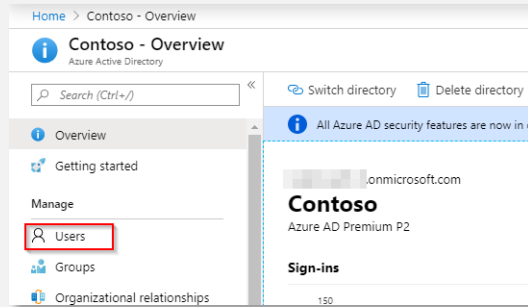 Home > Contoso - Overview
Contoso - Overview
Azure Active Directory
Search (Ctrl+/)
Switch directory
Delete directory
Overview
All Azure AD security features are now in
Getting started
.onmicrosoft.com
Manage
Contoso
Azure AD Premium P2
Users
Groups
Sign-ins
Organizational relationships
150